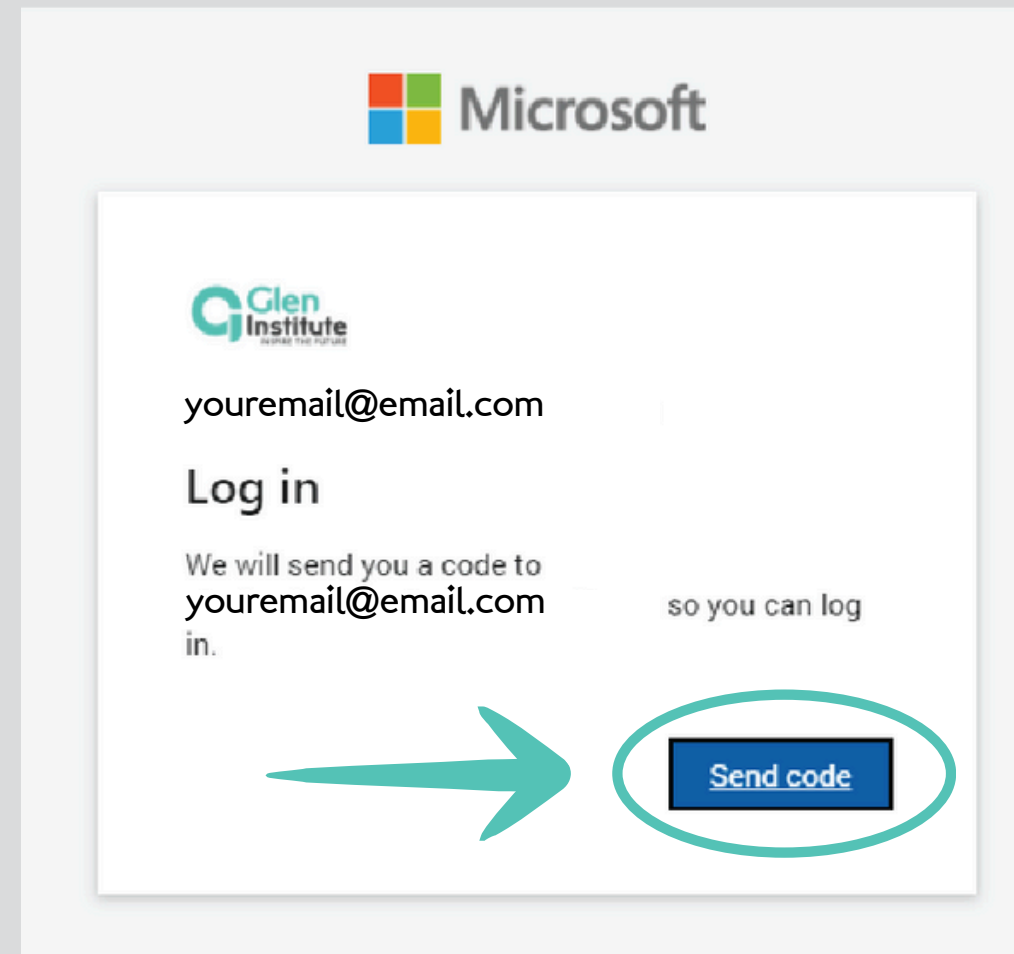 Microsoft
Glen
Institute
INSPIRE THE FUTURE
youremail@email.com
Log in
We will send you a code to
youremail@email.com so you can log
in.
Send code